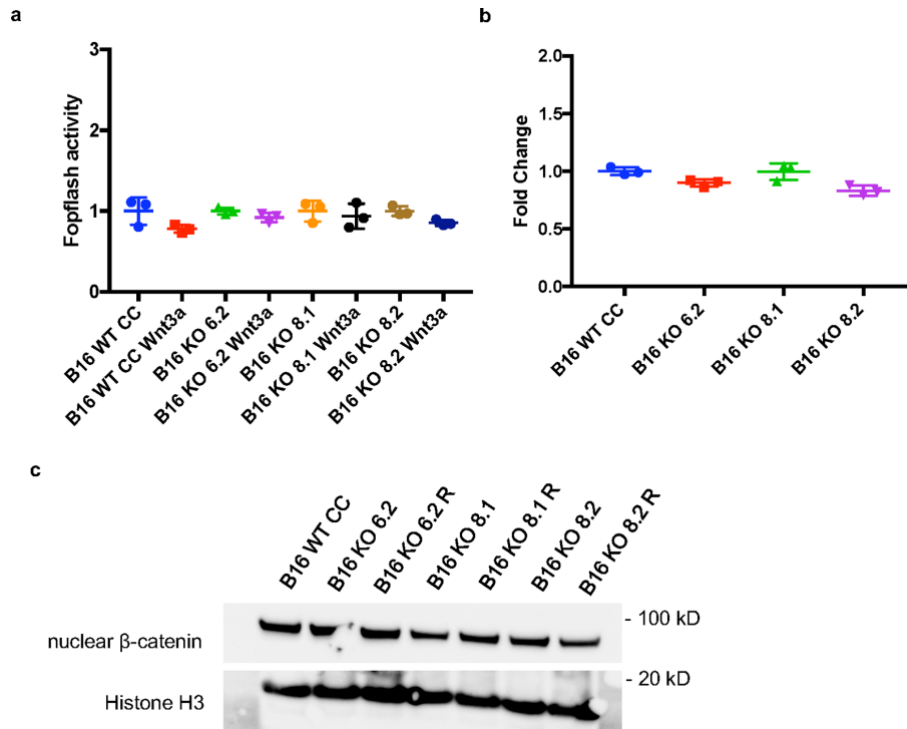 a
Fopflash activity
3
2
1
0
B16 WT CC
B16 WT CC Wnt3a
B16 KO 6.2
B16 KO 6.2 Wnt3a
B16 KO 8.1
B16 KO 8.1 Wnt3a
B16 KO 8.2
B16 KO 8.2 Wnt3a
b
Fold Change
2.0
1.5
1.0
0.5
0.0
B16 WT CC
B16 KO 6.2
B16 KO 8.1
B16 KO 8.2
c
B16 WT CC
B16 KO 6.2
B16 KO 6.2 R
B16 KO 8.1
B16 KO 8.1 R
B16 KO 8.2
B16 KO 8.2 R
nuclear β-catenin
- 100 kD
Histone H3
- 20 kD